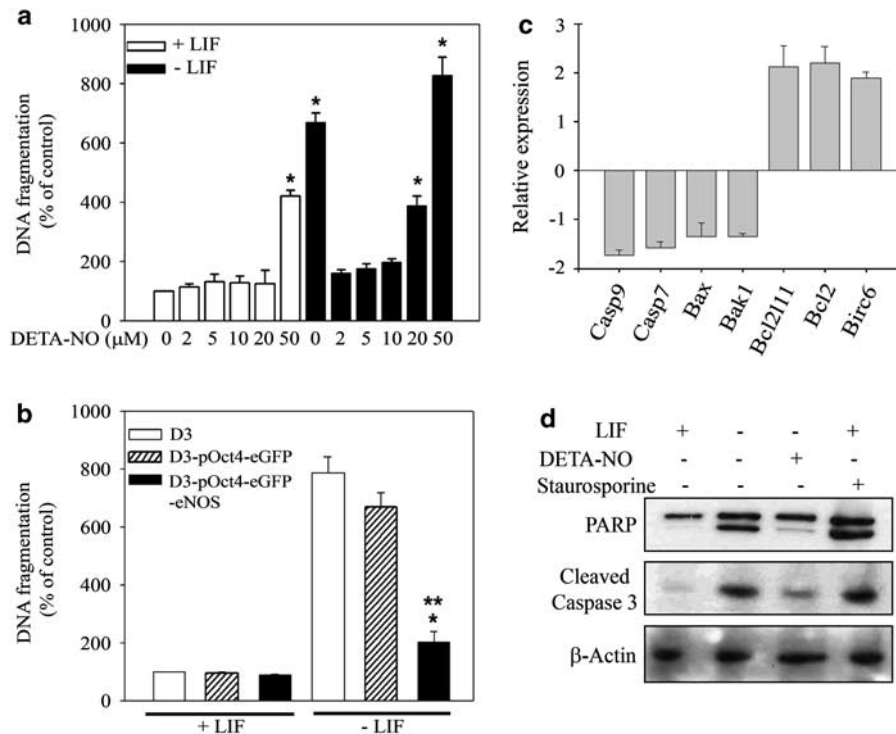 a
1000
800
600
400
200
0
DNA fragmentation
(% of control)
+ LIF
- LIF
*
*
*
*
DETA-NO (μM) 0 2 5 10 20 50 0 2 5 10 20 50
c
3
2
1
0
-1
-2
Relative expression
Casp9
Casp7
Bax
Bak1
Bcl2l11
Bcl2
Birc6
b
1000
800
600
400
200
0
DNA fragmentation
(% of control)
D3
D3-pOct4-eGFP
D3-pOct4-eGFP
-eNOS
**
*
+ LIF
- LIF
d
LIF + - - +
DETA-NO - - + -
Staurosporine - - - +
PARP
Cleaved
Caspase 3
β-Actin